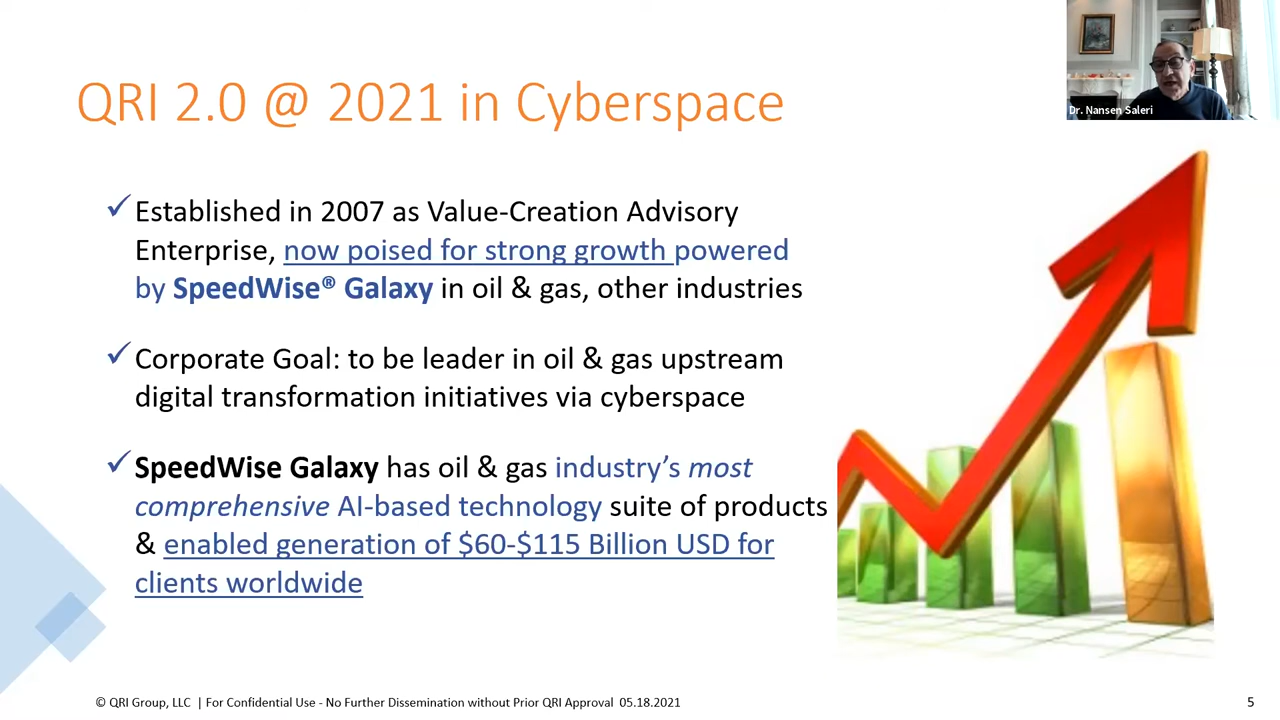 Dr. Nansen Saleri
QRI 2.0 @ 2021 in Cyberspace
✓Established in 2007 as Value-Creation Advisory
Enterprise, now poised for strong growth powered
by SpeedWise® Galaxy in oil & gas, other industries
✓Corporate Goal: to be leader in oil & gas upstream
digital transformation initiatives via cyberspace
✓SpeedWise Galaxy has oil & gas industry’s most
comprehensive AI-based technology suite of products
& enabled generation of $60-$115 Billion USD for
clients worldwide
© QRI Group, LLC | For Confidential Use - No Further Dissemination without Prior QRI Approval 05.18.2021
5